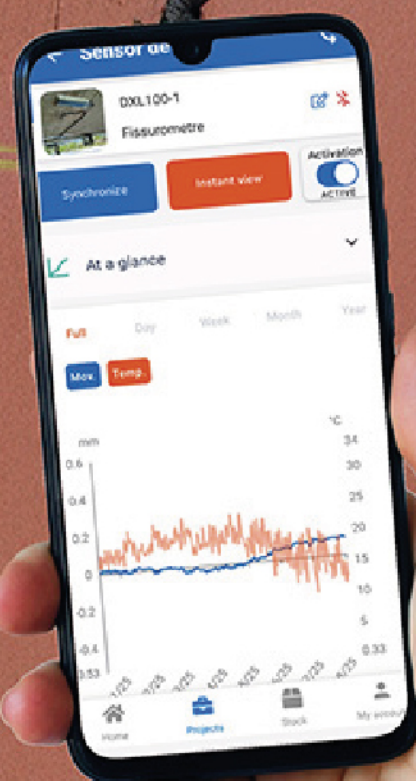 Sensor de
DXL100-1
Fissurometre
Synchronize
Instant view
Activation
ACTIVE
At a glance
Full Day Week Month Year
Mov. Temp.
mm °C
0.6 34
0.4 30
0.2 25
0 20
-0.2 15
-0.4 10
5
0.33
Home Projects Stock My account